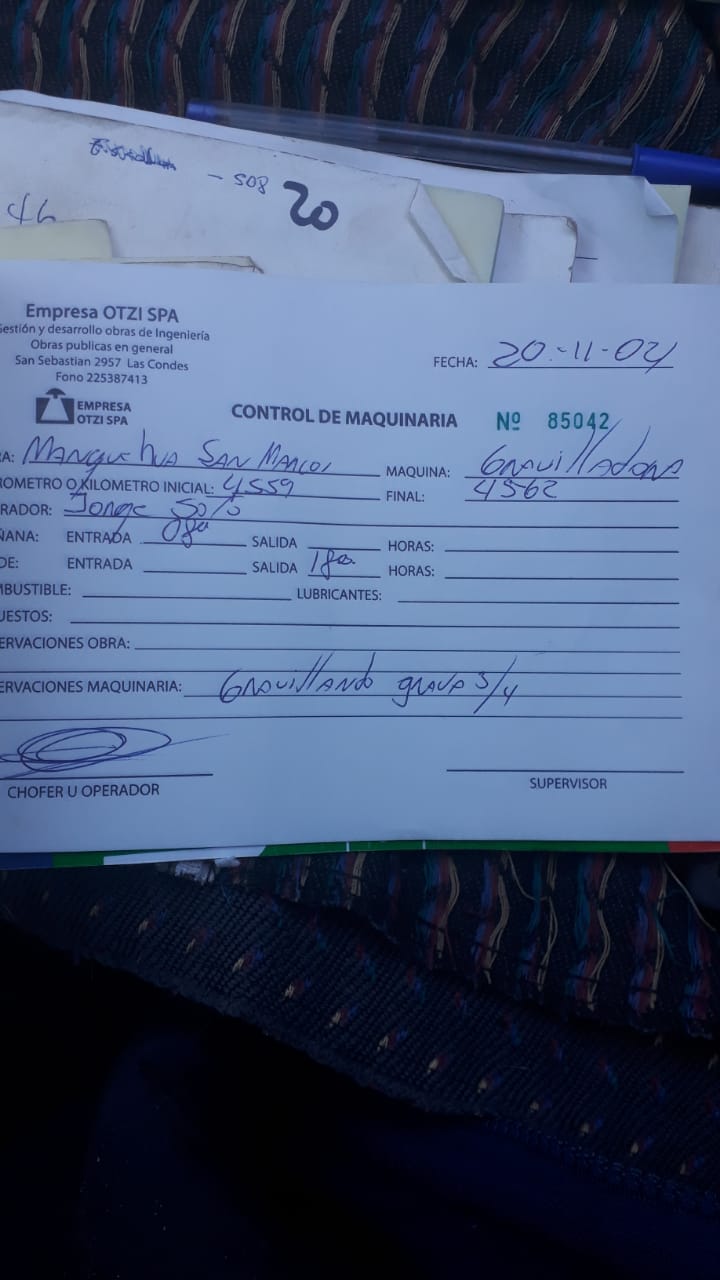 - 508 20
46
Empresa OTZI SPA
Gestión y desarrollo obras de Ingeniería
Obras publicas en general
San Sebastian 2957 Las Condes
Fono 225387413
FECHA: 20-11-04
EMPRESA
OTZI SPA
CONTROL DE MAQUINARIA Nº 85042
RA: Manquehua San Marcos MAQUINA: Gravilladora
ROMETRO O KILOMETRO INICIAL: 4559 FINAL: 4562
RADOR: Jorge Soto
ÑANA: ENTRADA 08 SALIDA HORAS:
DE: ENTRADA SALIDA 18 HORAS:
MBUSTIBLE: LUBRICANTES:
UESTOS:
ERVACIONES OBRA:
ERVACIONES MAQUINARIA: Gravillando grava 3/4
CHOFER U OPERADOR
SUPERVISOR